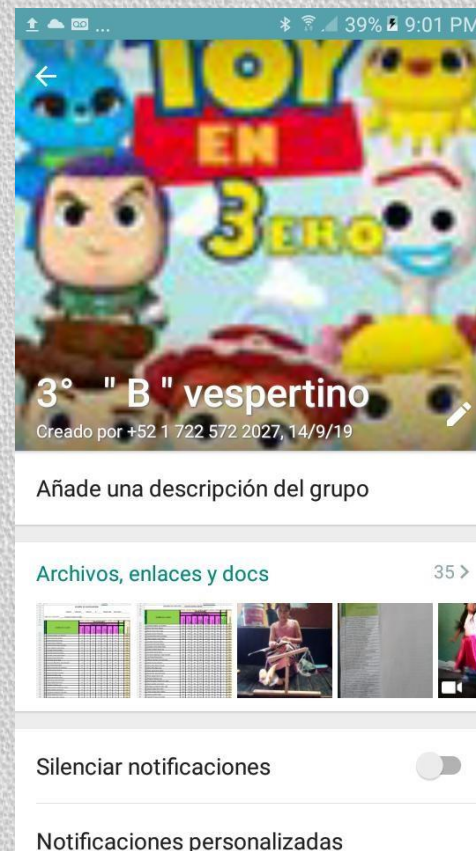 ... 39% 9:01 PM
TOY
EN
3ERO
3° " B " vespertino
Creado por +52 1 722 572 2027, 14/9/19
Añade una descripción del grupo
Archivos, enlaces y docs 35 >
Silenciar notificaciones
Notificaciones personalizadas